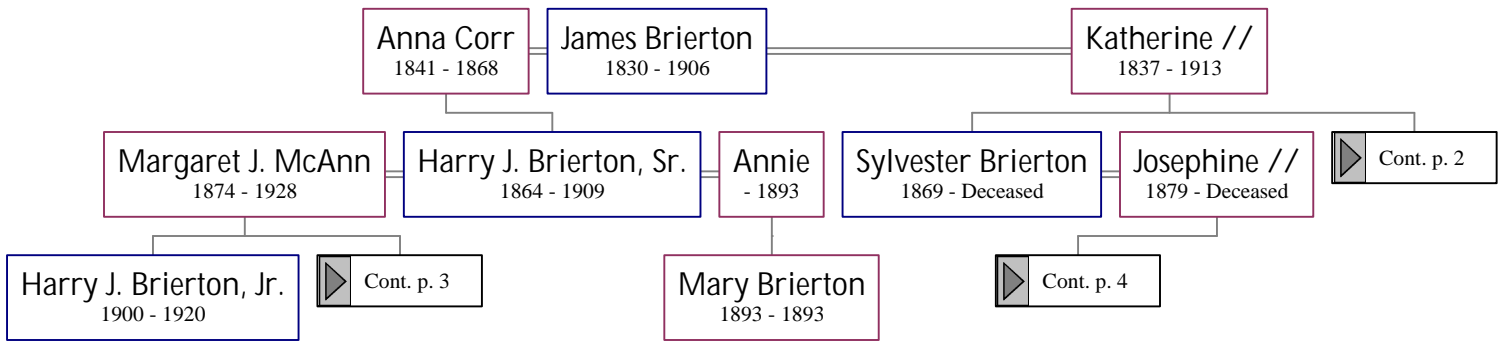 Anna Corr
1841 - 1868
James Brierton
1830 - 1906
Katherine //
1837 - 1913
Margaret J. McAnn
1874 - 1928
Harry J. Brierton, Sr.
1864 - 1909
Annie
- 1893
Sylvester Brierton
1869 - Deceased
Josephine //
1879 - Deceased
Cont. p. 2
Harry J. Brierton, Jr.
1900 - 1920
Cont. p. 3
Mary Brierton
1893 - 1893
Cont. p. 4